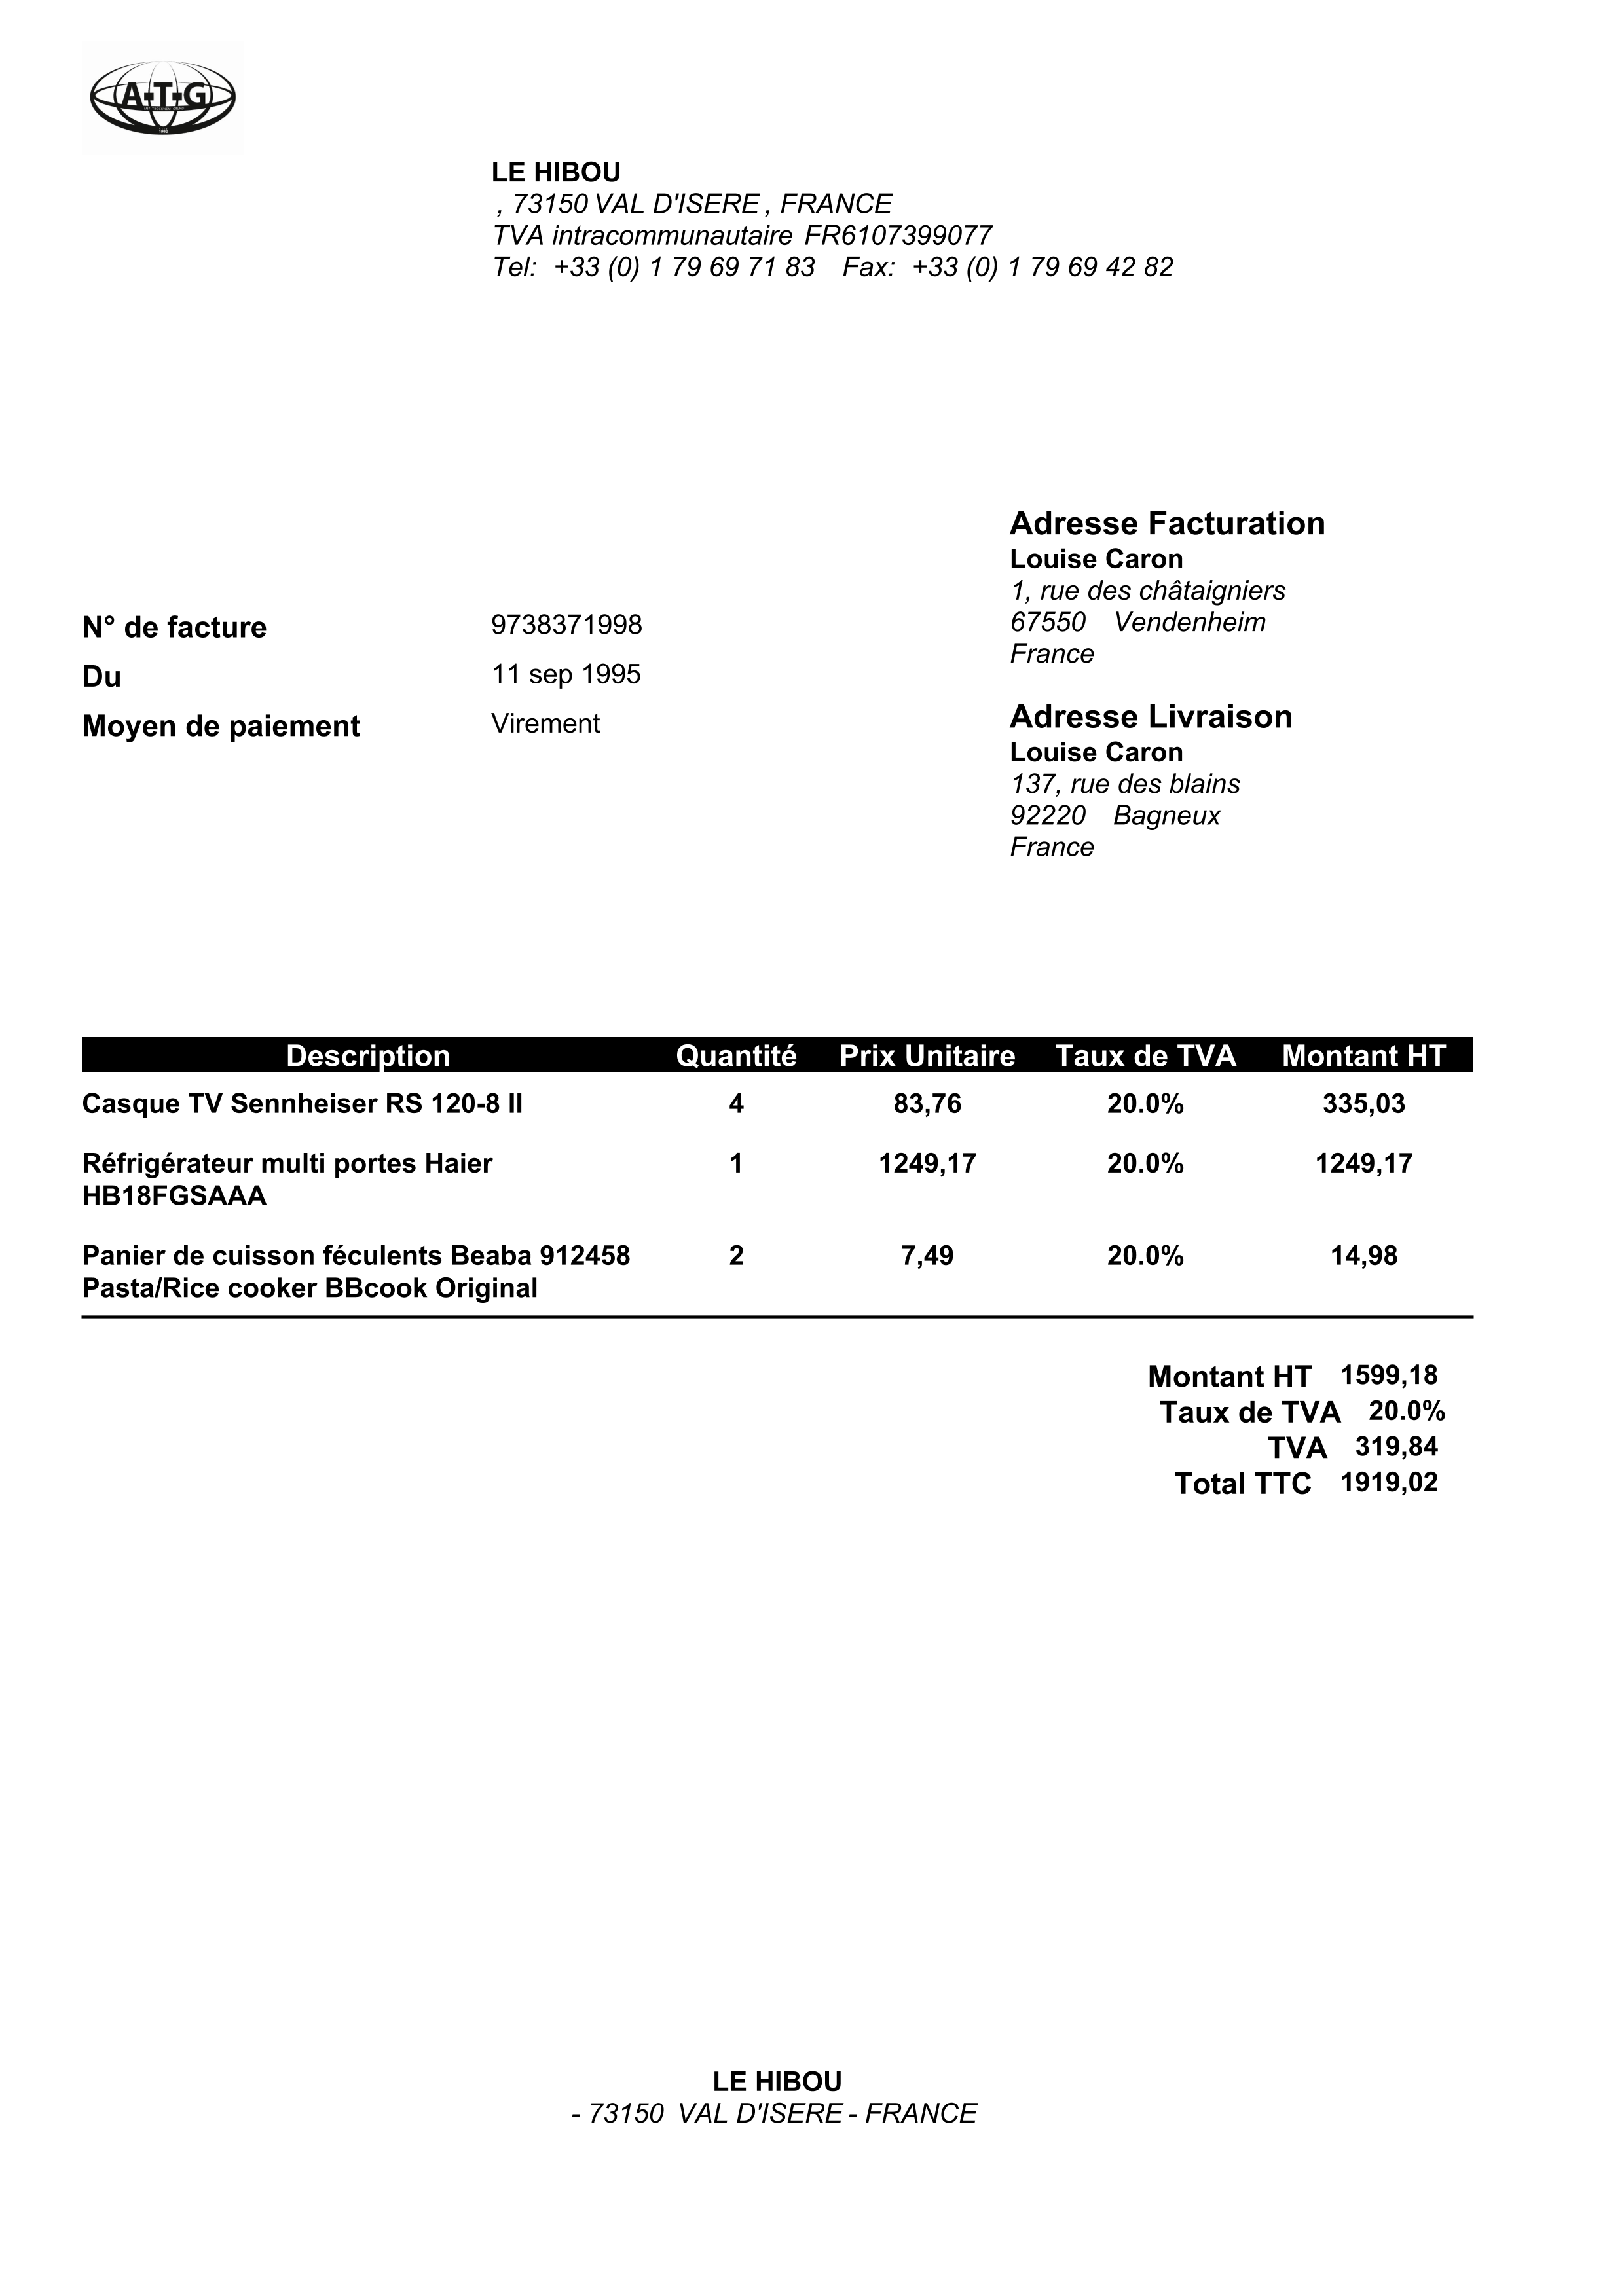 A-T-G
LE HIBOU
, 73150 VAL D'ISERE , FRANCE
TVA intracommunautaire FR6107399077
Tel: +33 (0) 1 79 69 71 83 Fax: +33 (0) 1 79 69 42 82
Adresse Facturation
Louise Caron
1, rue des châtaigniers
67550 Vendenheim
France
N° de facture 9738371998
Du 11 sep 1995
Moyen de paiement Virement
Adresse Livraison
Louise Caron
137, rue des blains
92220 Bagneux
France
Description Quantité Prix Unitaire Taux de TVA Montant HT
Casque TV Sennheiser RS 120-8 II 4 83,76 20.0% 335,03
Réfrigérateur multi portes Haier 1 1249,17 20.0% 1249,17
HB18FGSAAA
Panier de cuisson féculents Beaba 912458 2 7,49 20.0% 14,98
Pasta/Rice cooker BBcook Original
Montant HT 1599,18
Taux de TVA 20.0%
TVA 319,84
Total TTC 1919,02
LE HIBOU
- 73150 VAL D'ISERE - FRANCE